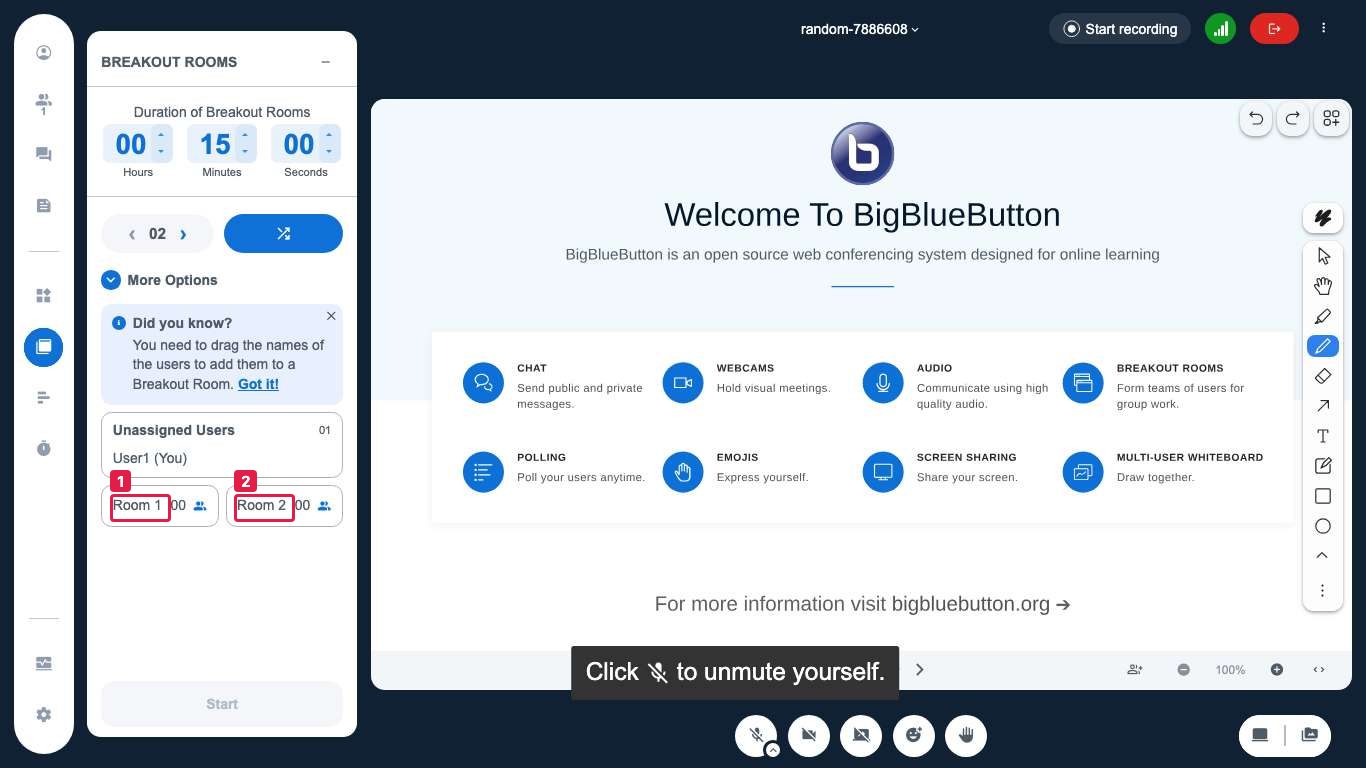 random-7886608
Start recording
1
BREAKOUT ROOMS
Duration of Breakout Rooms
00 15 00
Hours Minutes Seconds
02
More Options
Did you know?
You need to drag the names of
the users to add them to a
Breakout Room. Got it!
Unassigned Users 01
User1 (You)
1 2
Room 1 00 Room 2 00
Start
Welcome To BigBlueButton
BigBlueButton is an open source web conferencing system designed for online learning
CHAT
Send public and private
messages.
WEBCAMS
Hold visual meetings.
AUDIO
Communicate using high
quality audio.
BREAKOUT ROOMS
Form teams of users for
group work.
POLLING
Poll your users anytime.
EMOJIS
Express yourself.
SCREEN SHARING
Share your screen.
MULTI-USER WHITEBOARD
Draw together.
For more information visit bigbluebutton.org →
Click to unmute yourself.
100%